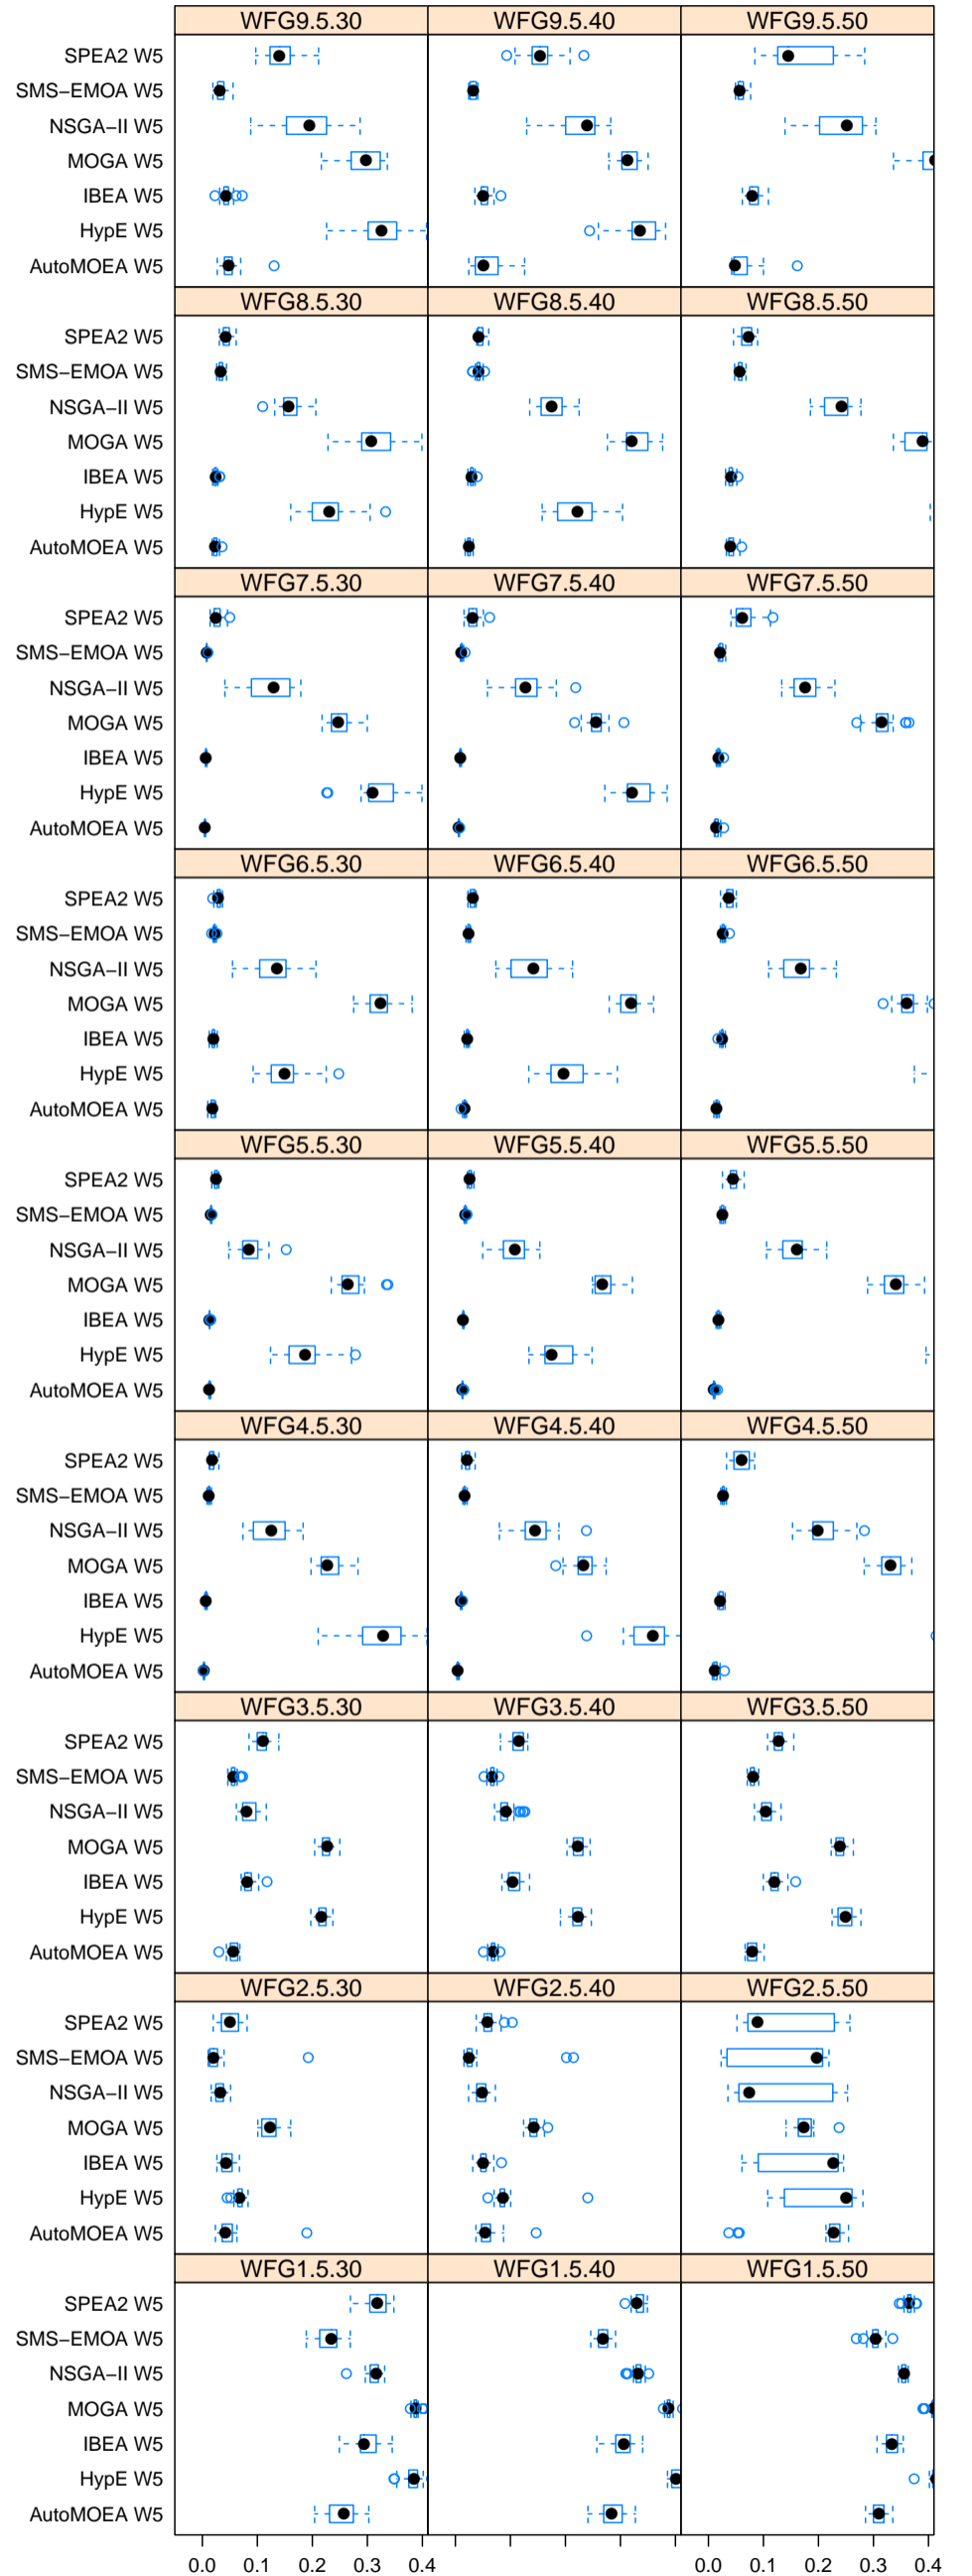 WFG9.5.30 WFG9.5.40 WFG9.5.50
SPEA2 W5
SMS−EMOA W5
NSGA−II W5
MOGA W5
IBEA W5
HypE W5
AutoMOEA W5
WFG8.5.30 WFG8.5.40 WFG8.5.50
SPEA2 W5
SMS−EMOA W5
NSGA−II W5
MOGA W5
IBEA W5
HypE W5
AutoMOEA W5
WFG7.5.30 WFG7.5.40 WFG7.5.50
SPEA2 W5
SMS−EMOA W5
NSGA−II W5
MOGA W5
IBEA W5
HypE W5
AutoMOEA W5
WFG6.5.30 WFG6.5.40 WFG6.5.50
SPEA2 W5
SMS−EMOA W5
NSGA−II W5
MOGA W5
IBEA W5
HypE W5
AutoMOEA W5
WFG5.5.30 WFG5.5.40 WFG5.5.50
SPEA2 W5
SMS−EMOA W5
NSGA−II W5
MOGA W5
IBEA W5
HypE W5
AutoMOEA W5
WFG4.5.30 WFG4.5.40 WFG4.5.50
SPEA2 W5
SMS−EMOA W5
NSGA−II W5
MOGA W5
IBEA W5
HypE W5
AutoMOEA W5
WFG3.5.30 WFG3.5.40 WFG3.5.50
SPEA2 W5
SMS−EMOA W5
NSGA−II W5
MOGA W5
IBEA W5
HypE W5
AutoMOEA W5
WFG2.5.30 WFG2.5.40 WFG2.5.50
SPEA2 W5
SMS−EMOA W5
NSGA−II W5
MOGA W5
IBEA W5
HypE W5
AutoMOEA W5
WFG1.5.30 WFG1.5.40 WFG1.5.50
SPEA2 W5
SMS−EMOA W5
NSGA−II W5
MOGA W5
IBEA W5
HypE W5
AutoMOEA W5
0.0 0.1 0.2 0.3 0.4 0.0 0.1 0.2 0.3 0.4